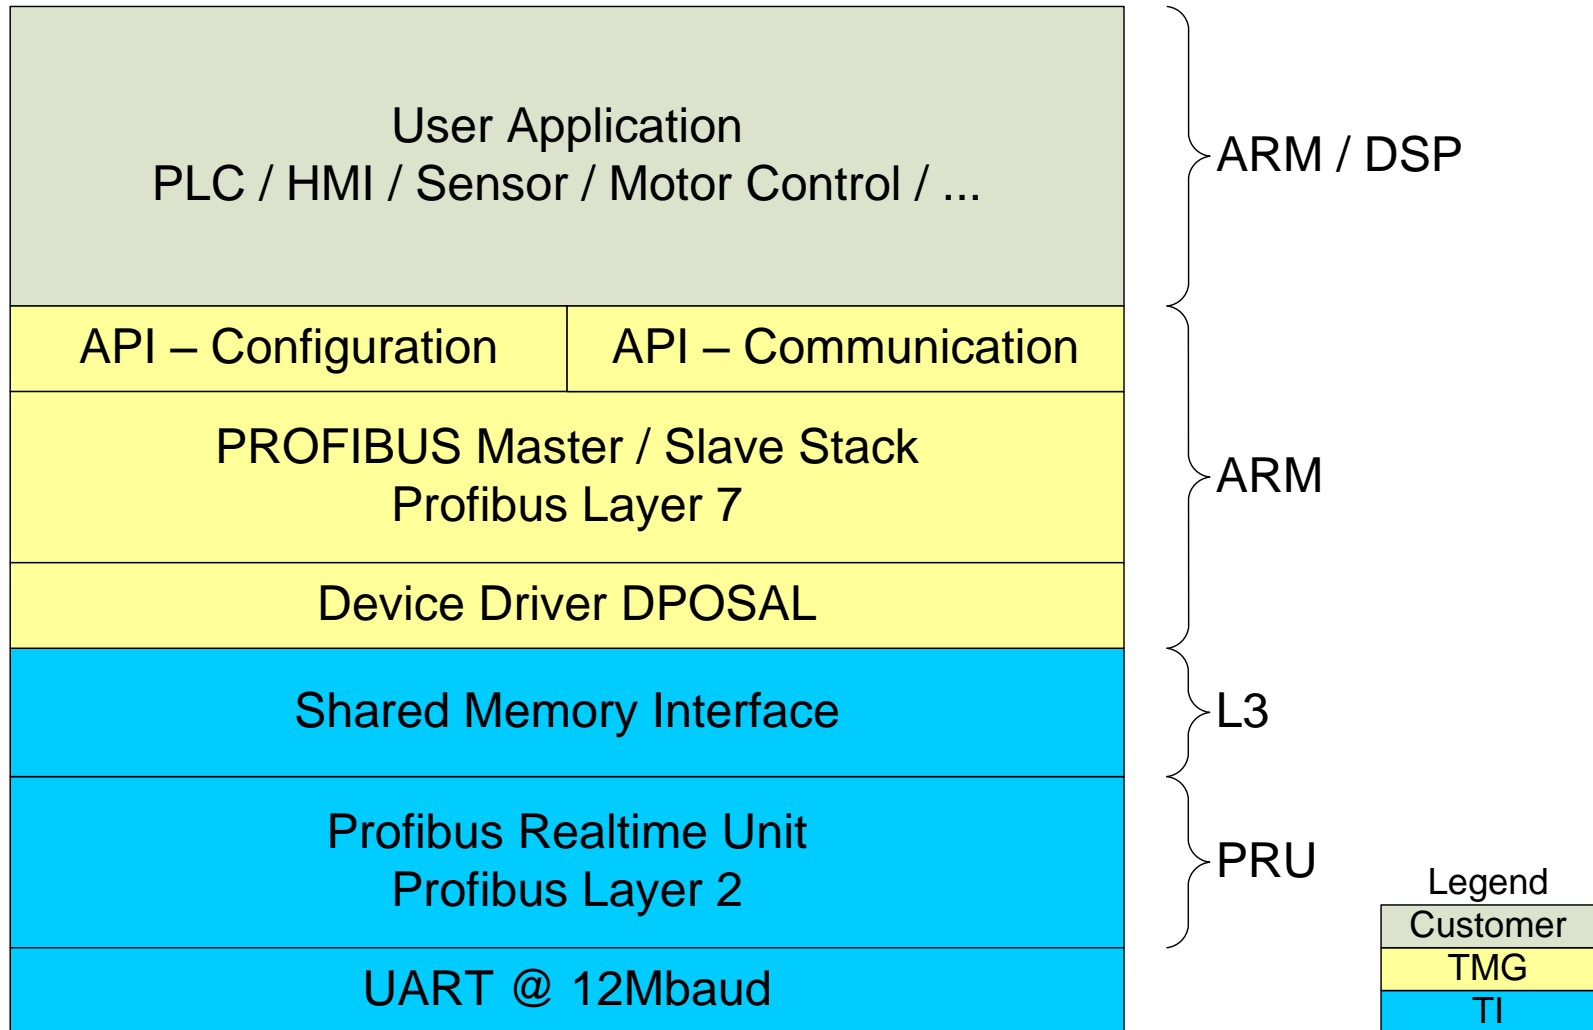 User Application
PLC / HMI / Sensor / Motor Control / ...
ARM / DSP
API – Configuration
API – Communication
PROFIBUS Master / Slave Stack
Profibus Layer 7
ARM
Device Driver DPOSAL
Shared Memory Interface
L3
Profibus Realtime Unit
Profibus Layer 2
PRU
UART @ 12Mbaud
Legend
Customer
TMG
TI